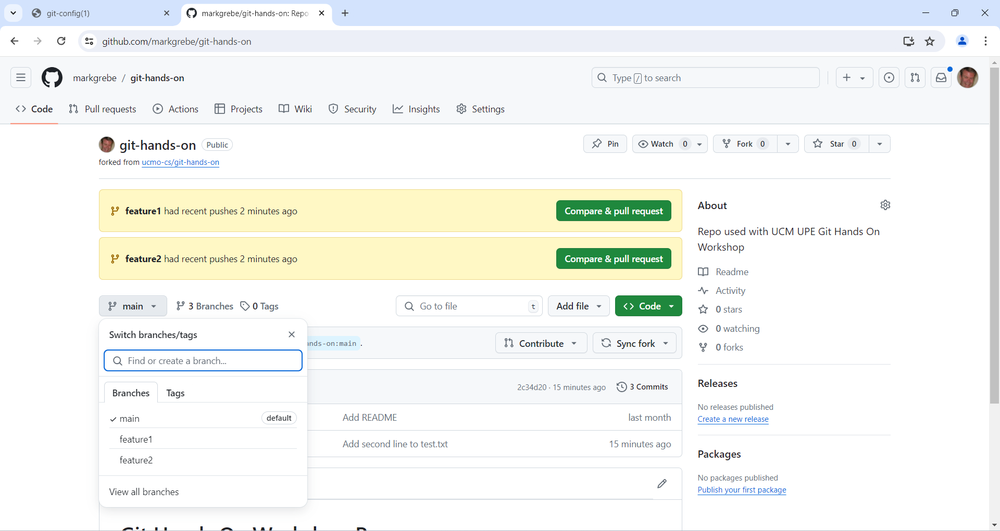 git-config(1)
markgrebe/git-hands-on: Repo
github.com/markgrebe/git-hands-on
markgrebe / git-hands-on
Type / to search
Code Pull requests Actions Projects Wiki Security Insights Settings
git-hands-on Public
Pin Watch 0 Fork 0 Star 0
forked from ucmo-cs/git-hands-on
feature1 had recent pushes 2 minutes ago
Compare & pull request
feature2 had recent pushes 2 minutes ago
Compare & pull request
main 3 Branches 0 Tags
Go to file t
Add file
Code
Switch branches/tags
Find or create a branch...
Branches Tags
main default
feature1
feature2
View all branches
ands-on:main .
Contribute Sync fork
2c34d20 · 15 minutes ago 3 Commits
Add README last month
Add second line to test.txt 15 minutes ago
About
Repo used with UCM UPE Git Hands On
Workshop
Readme
Activity
0 stars
0 watching
0 forks
Releases
No releases published
Create a new release
Packages
No packages published
Publish your first package